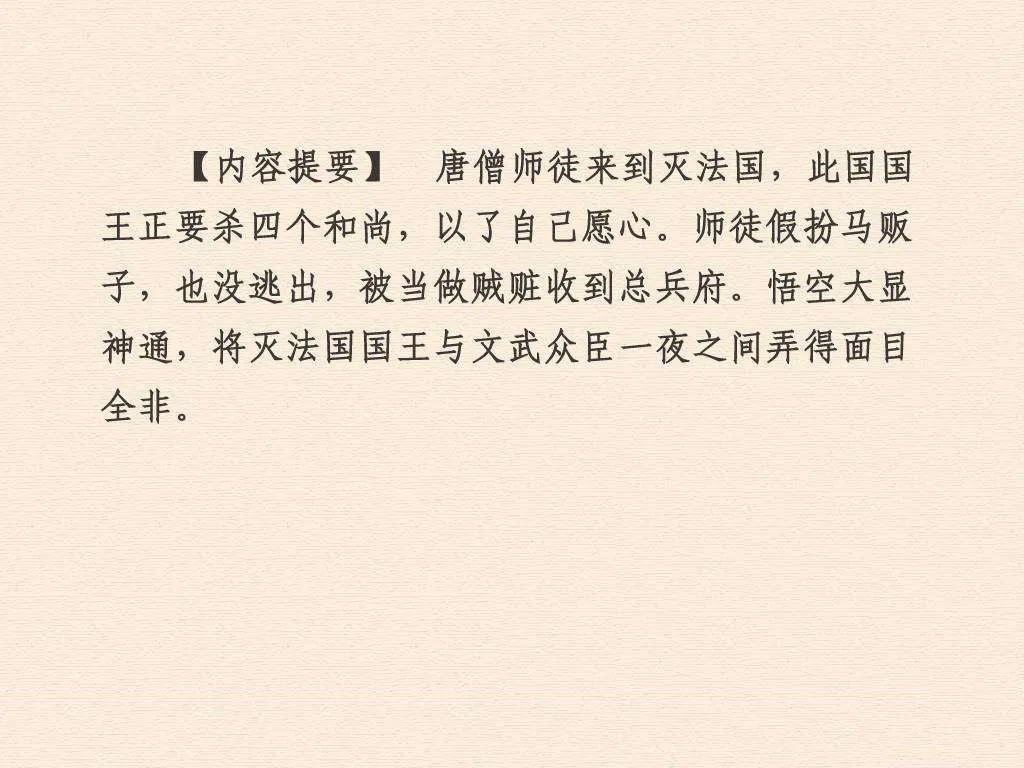 【内容提要】　唐僧师徒来到灭法国，此国国
王正要杀四个和尚，以了自己愿心。师徒假扮马贩
子，也没逃出，被当做贼赃收到总兵府。悟空大显
神通，将灭法国国王与文武众臣一夜之间弄得面目
全非。